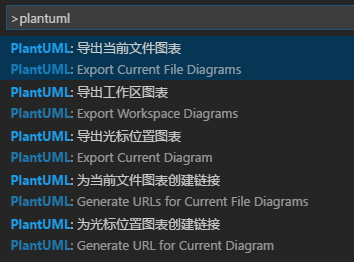 >plantuml
PlantUML: 导出当前文件图表
PlantUML: Export Current File Diagrams
PlantUML: 导出工作区图表
PlantUML: Export Workspace Diagrams
PlantUML: 导出光标位置图表
PlantUML: Export Current Diagram
PlantUML: 为当前文件图表创建链接
PlantUML: Generate URLs for Current File Diagrams
PlantUML: 为光标位置图表创建链接
PlantUML: Generate URL for Current Diagram